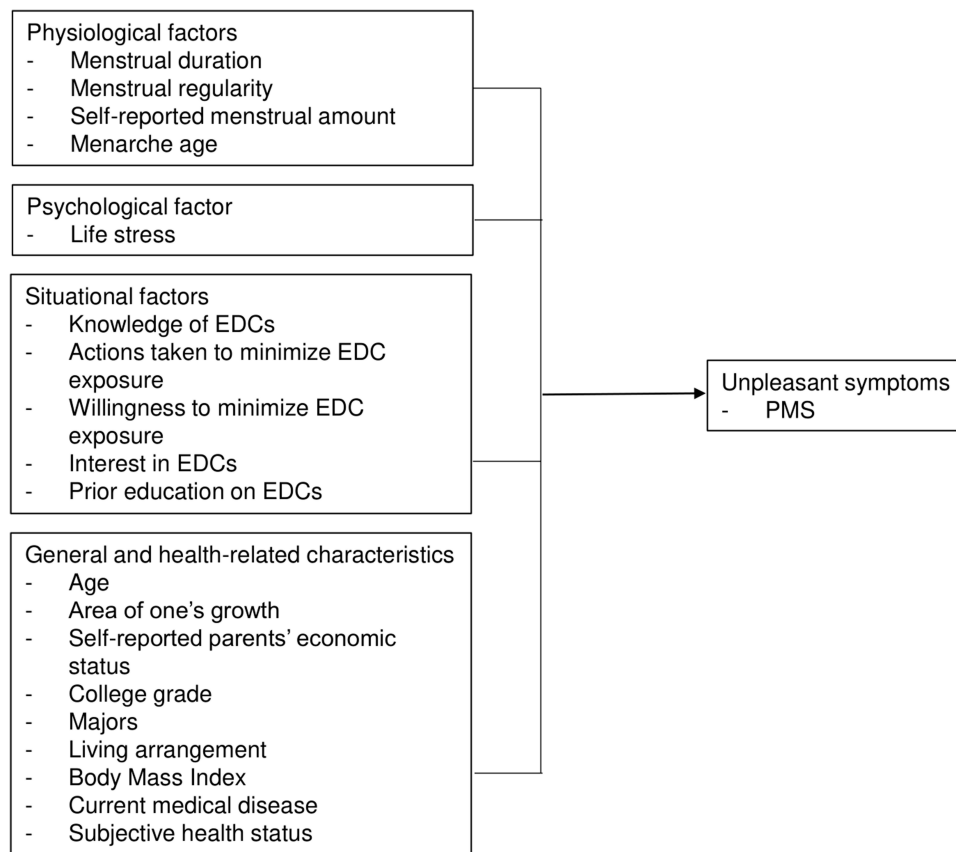 Physiological factors
- Menstrual duration
- Menstrual regularity
- Self-reported menstrual amount
- Menarche age
Psychological factor
- Life stress
Situational factors
- Knowledge of EDCs
- Actions taken to minimize EDC
exposure
- Willingness to minimize EDC
exposure
- Interest in EDCs
- Prior education on EDCs
General and health-related characteristics
- Age
- Area of one’s growth
- Self-reported parents’ economic
status
- College grade
- Majors
- Living arrangement
- Body Mass Index
- Current medical disease
- Subjective health status
Unpleasant symptoms
- PMS